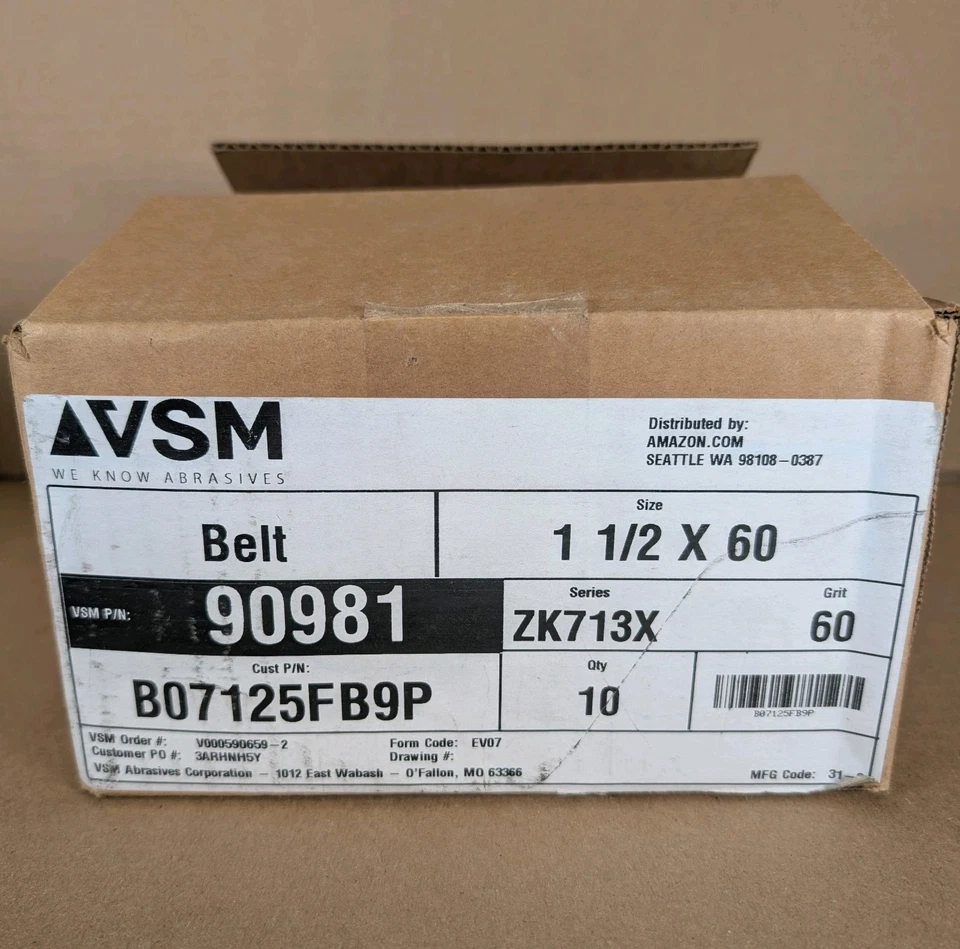 VSM
WE KNOW ABRASIVES
Distributed by:
AMAZON.COM
SEATTLE WA 98108-0387
Belt
Size
1 1/2 X 60
VSM P/N:
90981
Series
ZK713X
Grit
60
Cust P/N:
B07125FB9P
Qty
10
B07125FB9P
VSM Order #: V000590659-2
Form Code: EV07
Customer PO #: 3ARHNH5Y
Drawing #:
VSM Abrasives Corporation - 1012 East Wabash - O'Fallon, MO 63366
MFG Code: 31-